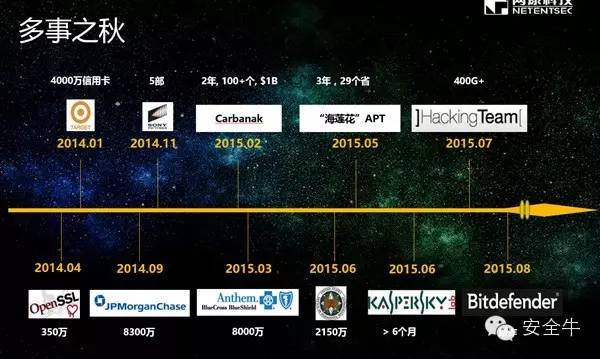 网康科技
NETENTSEC
多事之秋
4000万信用卡
5部
2年, 100+个, $1B
3年，29个省
400G+
TARGET
SONY
Carbanak
“海莲花” APT
]HackingTeam[
2014.01
2014.11
2015.02
2015.05
2015.07
2014.04
2014.09
2015.03
2015.06
2015.06
2015.08
OpenSSL
JPMorganChase
Anthem
BlueCross BlueShield
KASPERSKY lab
Bitdefender
350万
8300万
8000万
2150万
> 6个月
安全牛